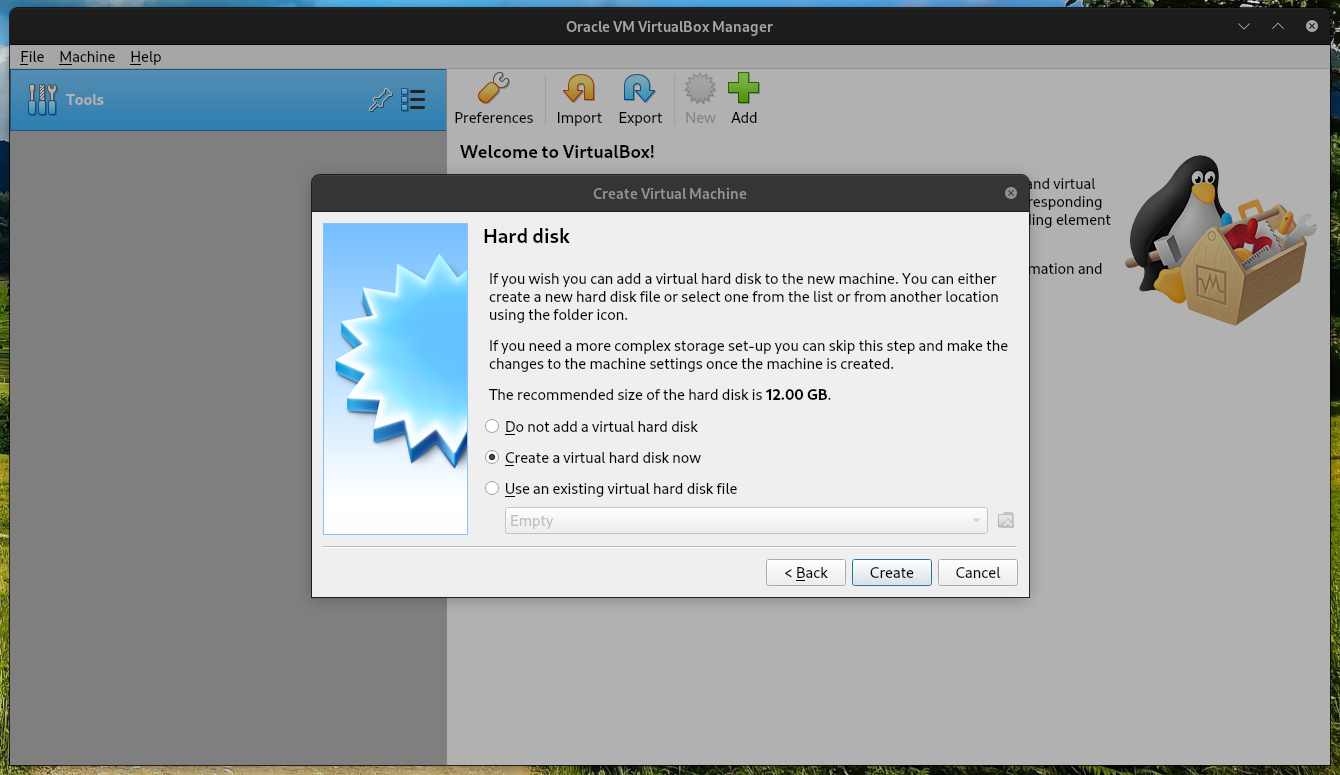 Oracle VM VirtualBox Manager
File Machine Help
Tools
Preferences Import Export New Add
Welcome to VirtualBox!
and virtual
responding
ing element
mation and
Create Virtual Machine
Hard disk
If you wish you can add a virtual hard disk to the new machine. You can either
create a new hard disk file or select one from the list or from another location
using the folder icon.
If you need a more complex storage set-up you can skip this step and make the
changes to the machine settings once the machine is created.
The recommended size of the hard disk is 12.00 GB.
Do not add a virtual hard disk
Create a virtual hard disk now
Use an existing virtual hard disk file
Empty
< Back Create Cancel